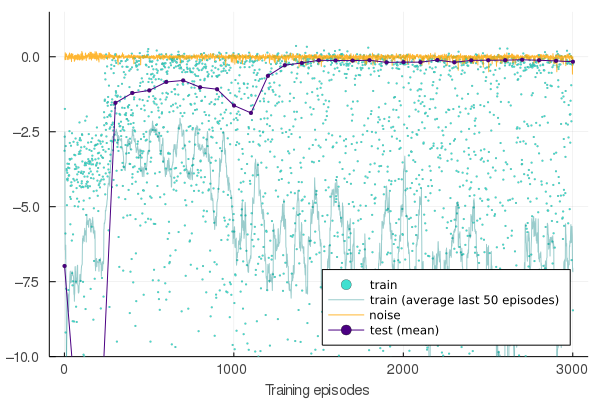 0.0
−2.5
−5.0
−7.5
−10.0
0
1000
2000
3000
Training episodes
train
train (average last 50 episodes)
noise
test (mean)